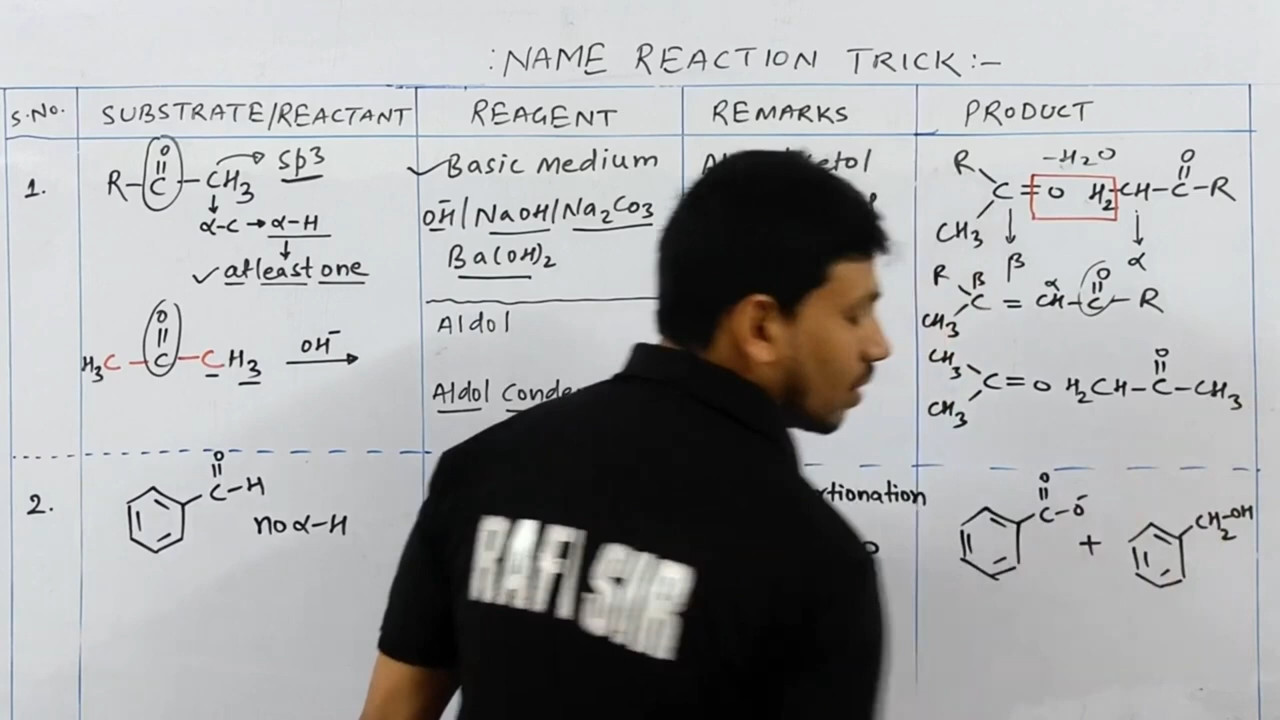 :NAME REACTION TRICK:-
S.No. SUBSTRATE/REACTANT REAGENT REMARKS PRODUCT
1.
O
R-C-CH3 sp3
α-C → α-H
✓atleast one
O
H3C-C-CH3 OH-
✓Basic medium
OH-/NaOH/Na2CO3
Ba(OH)2
Aldol
Aldol
R -H2O O
C=O H2-CH-C-R
CH3
β α
R β α O
C=CH-C-R
CH3
CH3 O
C=O H2CH-C-CH3
CH3
2.
O
C-H
no α-H
O
C-O-
+
CH2-OH
RAFI SIR